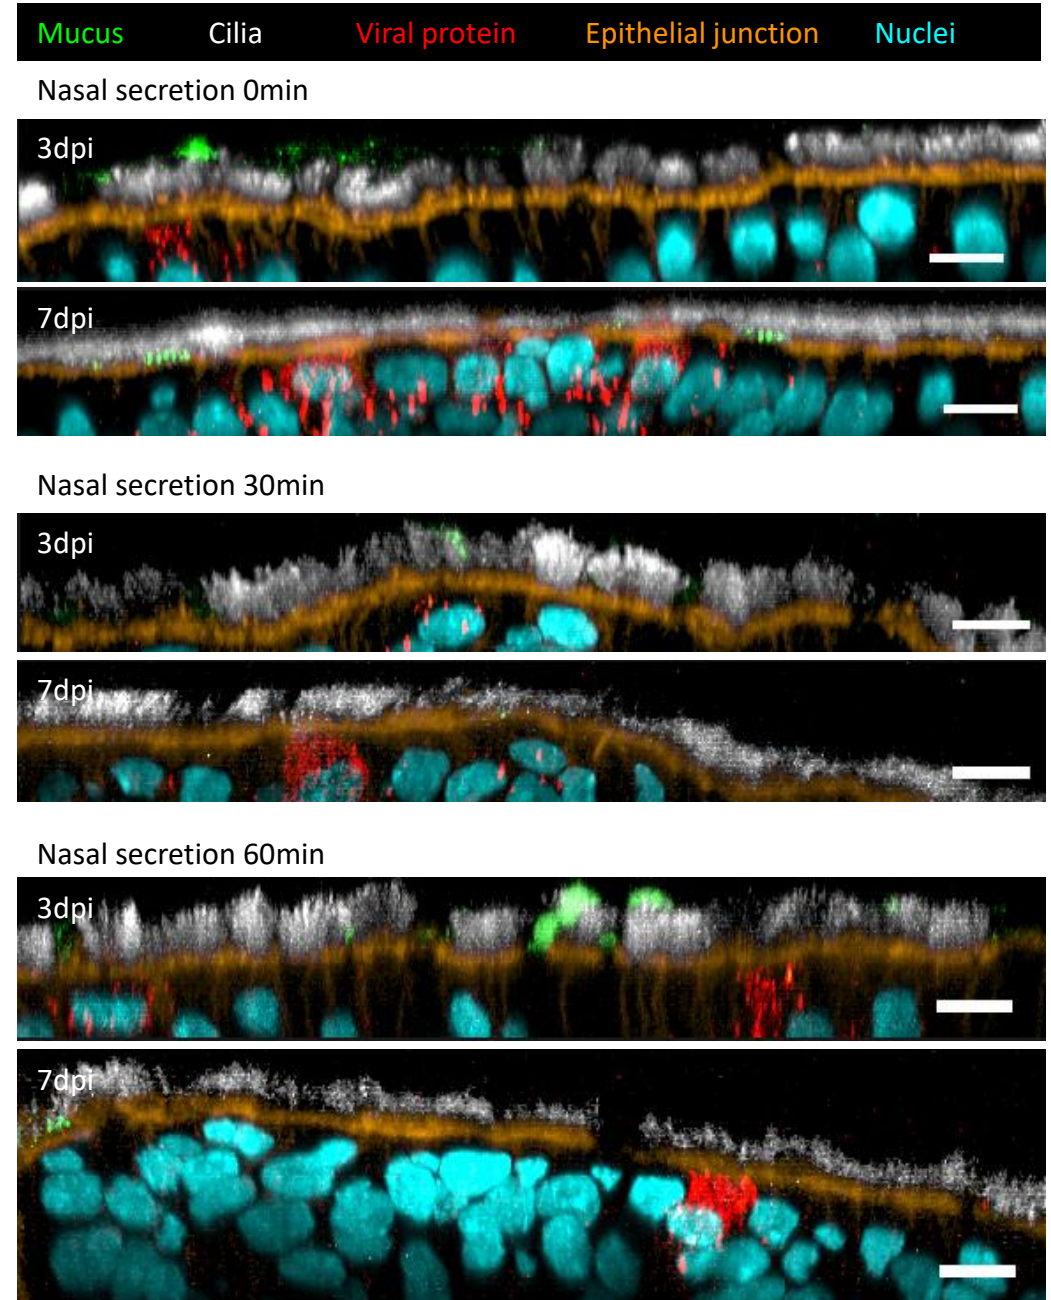 Mucus Cilia Viral protein Epithelial junction Nuclei
Nasal secretion 0min
3dpi
7dpi
Nasal secretion 30min
3dpi
7dpi
Nasal secretion 60min
3dpi
7dpi